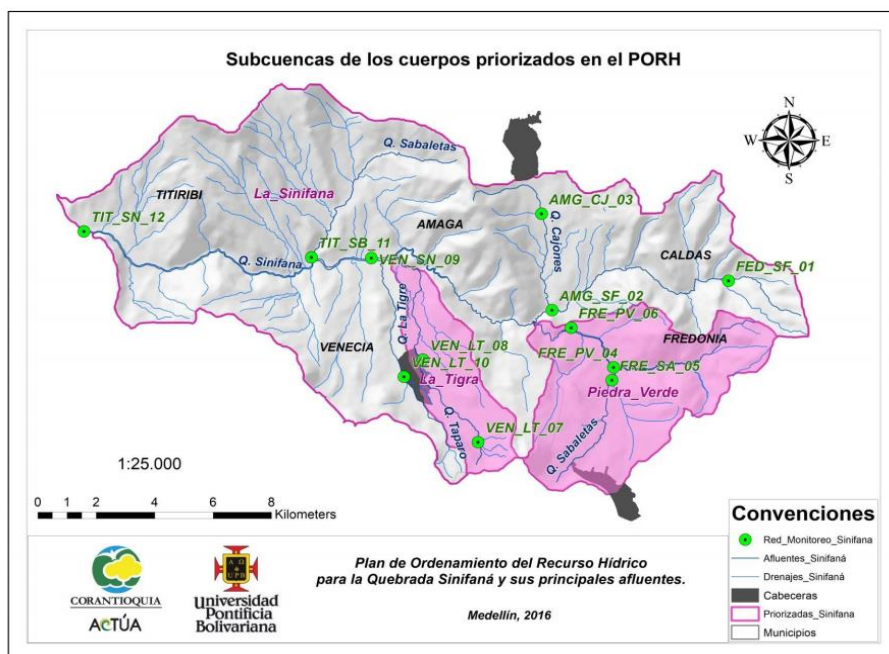 Subcuencas de los cuerpos priorizados en el PORH
N
W
E
S
Q. Sabaletas
TITIRIBI
La_Sinifana
AMG_CJ_03
TIT_SN_12
AMAGA
Q. Cajones
TIT_SB_11
CALDAS
Q. Sinifana
VEN_SN_09
FED_SF_01
AMG_SF_02
Q. La Tigre
FRE_PV_06
FREDONIA
VENECIA
VEN_LT_08
FRE_PV_04
VEN_LT_10
FRE_SA_05
La_Tigra
Piedra_Verde
Q. Taparo
VEN_LT_07
Q. Sabaletas
1:25.000
0 1 2 4 6 8
Kilometers
Convenciones
Red_Monitoreo_Sinifana
Afluentes_Sinifaná
Drenajes_Sinifaná
Cabeceras
Priorizadas_Sinifana
Municipios
CORANTIOQUIA
ACTÚA
A Ω
UPB
Universidad
Pontificia
Bolivariana
Plan de Ordenamiento del Recurso Hídrico
para la Quebrada Sinifaná y sus principales afluentes.
Medellín, 2016